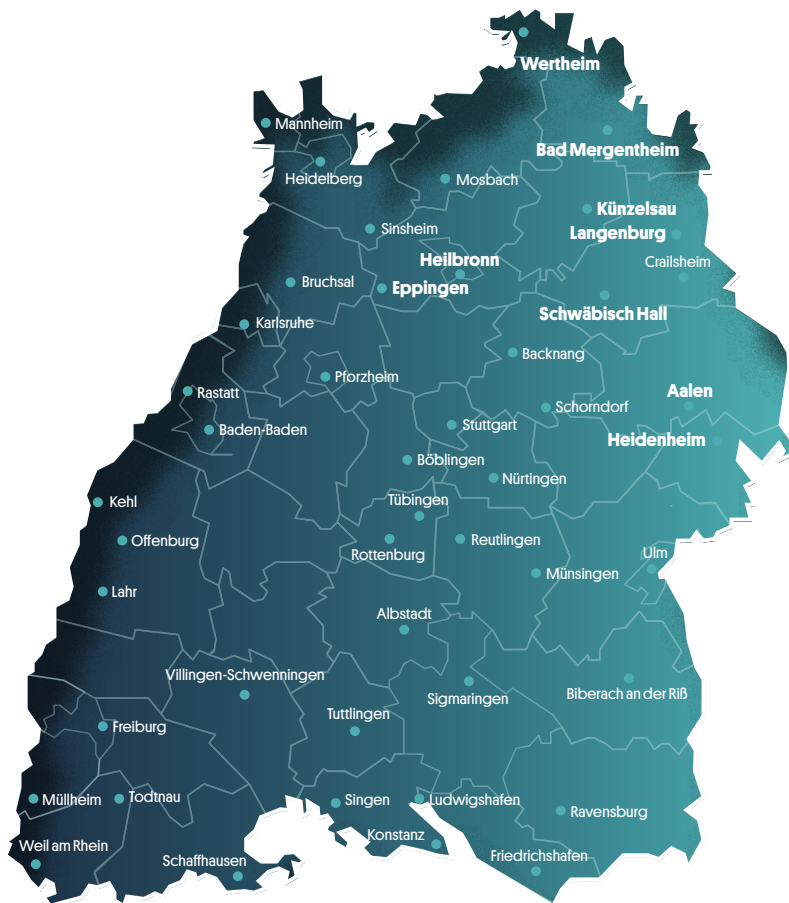 Wertheim
Mannheim
Bad Mergentheim
Heidelberg
Mosbach
Künzelsau
Sinsheim
Langenburg
Heilbronn
Crailsheim
Bruchsal
Eppingen
Schwäbisch Hall
Karlsruhe
Backnang
Pforzheim
Rastatt
Aalen
Schorndorf
Baden-Baden
Stuttgart
Heidenheim
Böblingen
Nürtingen
Kehl
Tübingen
Offenburg
Rottenburg
Reutlingen
Ulm
Münsingen
Lahr
Albstadt
Villingen-Schwenningen
Sigmaringen
Biberach an der Riß
Tuttlingen
Freiburg
Müllheim
Todtnau
Singen
Ludwigshafen
Ravensburg
Konstanz
Weil am Rhein
Schaffhausen
Friedrichshafen